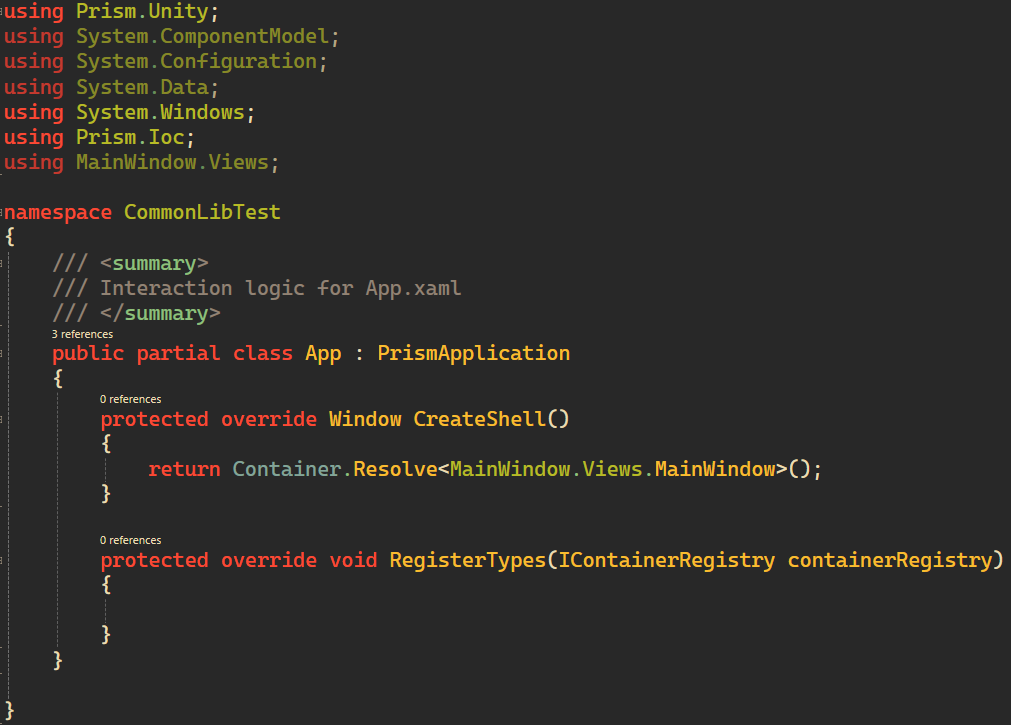 using Prism.Unity;
using System.ComponentModel;
using System.Configuration;
using System.Data;
using System.Windows;
using Prism.Ioc;
using MainWindow.Views;

namespace CommonLibTest
{
    /// <summary>
    /// Interaction logic for App.xaml
    /// </summary>
    3 references
    public partial class App : PrismApplication
    {
        0 references
        protected override Window CreateShell()
        {
            return Container.Resolve<MainWindow.Views.MainWindow>();
        }

        0 references
        protected override void RegisterTypes(IContainerRegistry containerRegistry)
        {

        }
    }

}